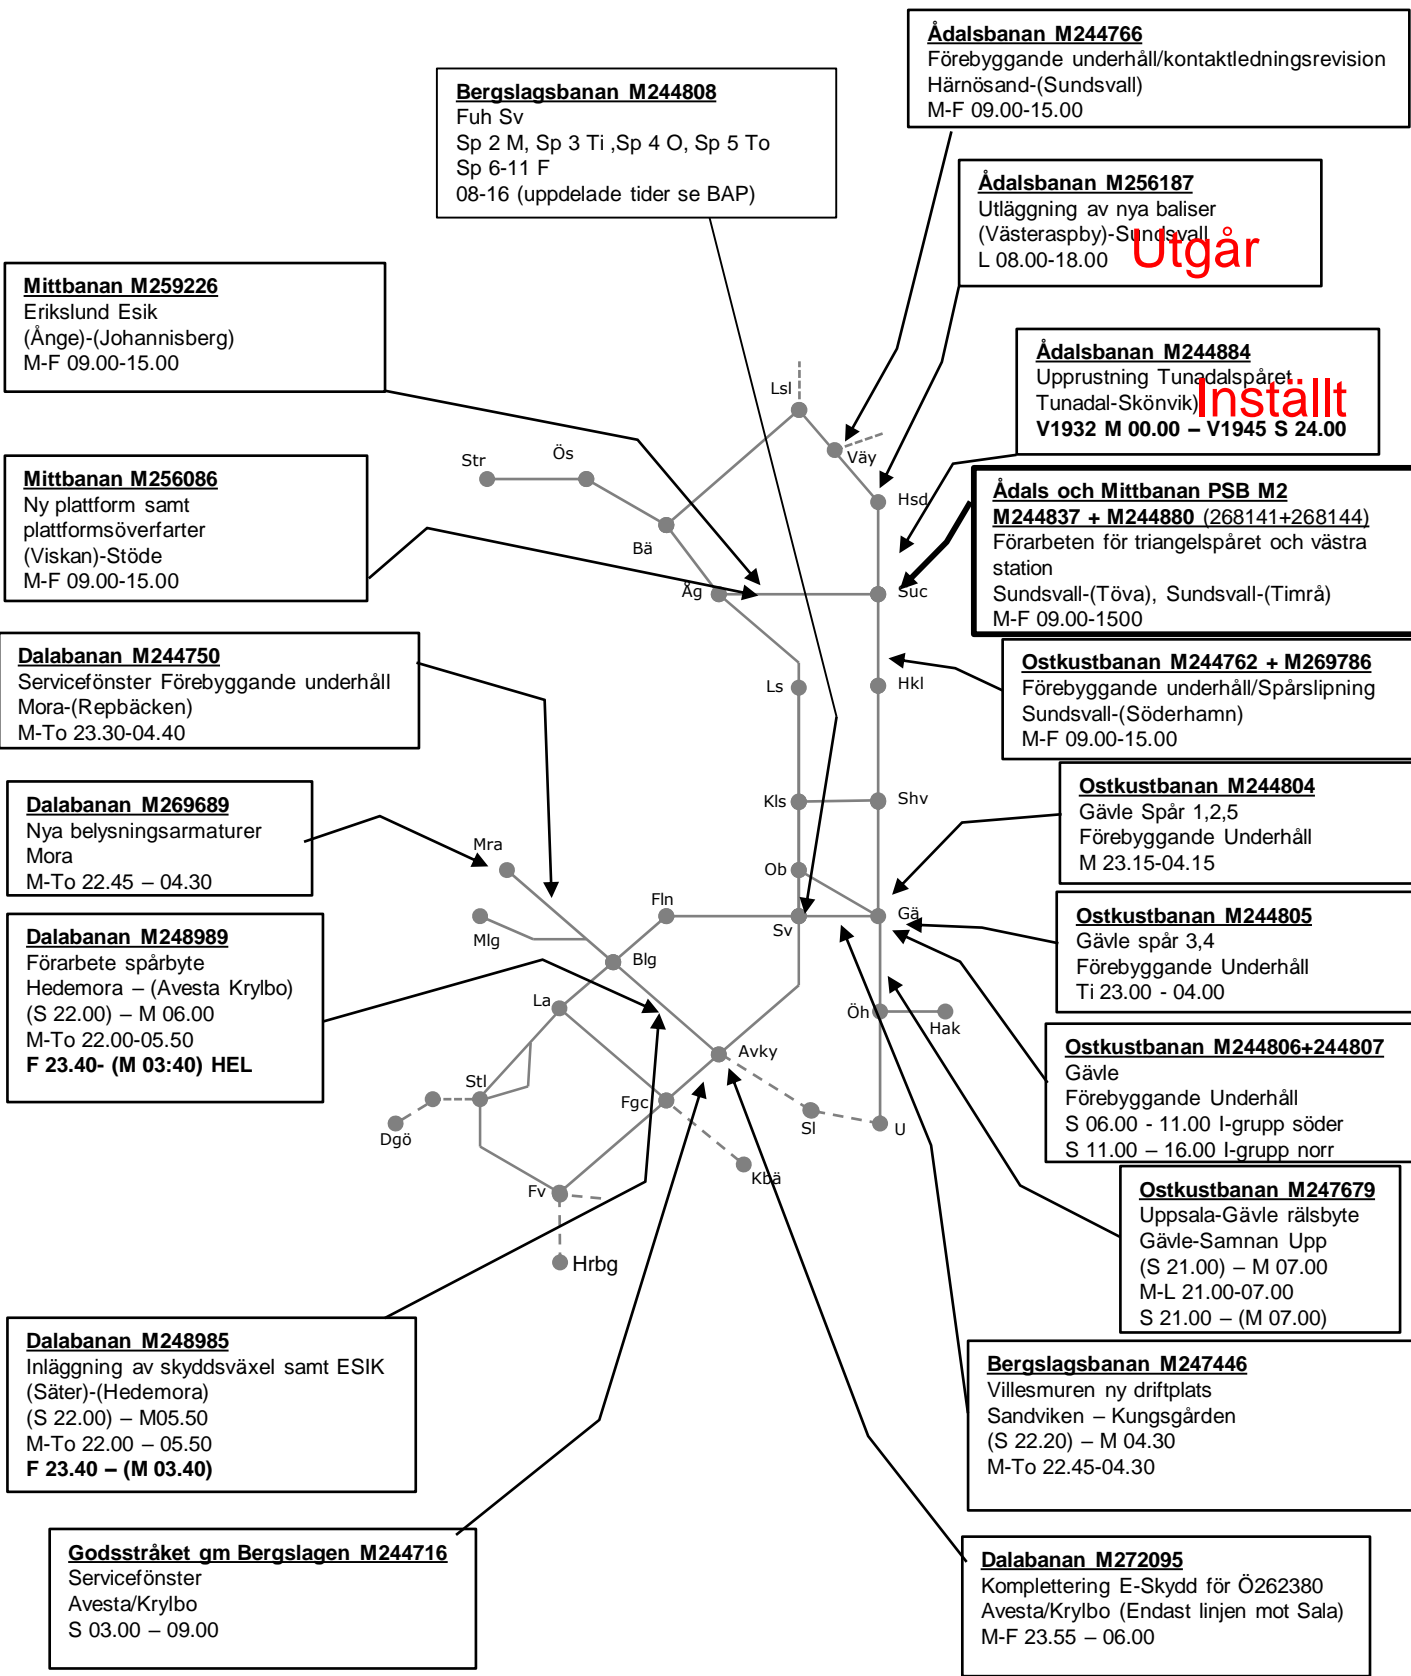 Ådalsbanan M244766
Förebyggande underhåll/kontaktledningsrevision
Härnösand-(Sundsvall)
M-F 09.00-15.00
Bergslagsbanan M244808
Fuh Sv
Sp 2 M, Sp 3 Ti ,Sp 4 O, Sp 5 To
Sp 6-11 F
08-16 (uppdelade tider se BAP)
Ådalsbanan M256187
Utläggning av nya baliser
(Västeraspby)-Sundsvall
L 08.00-18.00
Utgår
Mittbanan M259226
Erikslund Esik
(Ånge)-(Johannisberg)
M-F 09.00-15.00
Ådalsbanan M244884
Upprustning Tunadalspåret
Tunadal-Skönvik)
V1932 M 00.00 – V1945 S 24.00
Inställt
Mittbanan M256086
Ny plattform samt
plattformsöverfarter
(Viskan)-Stöde
M-F 09.00-15.00
Ådals och Mittbanan PSB M2
M244837 + M244880 (268141+268144)
Förarbeten för triangelspåret och västra
station
Sundsvall-(Töva), Sundsvall-(Timrå)
M-F 09.00-1500
Dalabanan M244750
Servicefönster Förebyggande underhåll
Mora-(Repbäcken)
M-To 23.30-04.40
Ostkustbanan M244762 + M269786
Förebyggande underhåll/Spårslipning
Sundsvall-(Söderhamn)
M-F 09.00-15.00
Dalabanan M269689
Nya belysningsarmaturer
Mora
M-To 22.45 – 04.30
Ostkustbanan M244804
Gävle Spår 1,2,5
Förebyggande Underhåll
M 23.15-04.15
Dalabanan M248989
Förarbete spårbyte
Hedemora – (Avesta Krylbo)
(S 22.00) – M 06.00
M-To 22.00-05.50
F 23.40- (M 03:40) HEL
Ostkustbanan M244805
Gävle spår 3,4
Förebyggande Underhåll
Ti 23.00 - 04.00
Ostkustbanan M244806+244807
Gävle
Förebyggande Underhåll
S 06.00 - 11.00 I-grupp söder
S 11.00 – 16.00 I-grupp norr
Ostkustbanan M247679
Uppsala-Gävle rälsbyte
Gävle-Samnan Upp
(S 21.00) – M 07.00
M-L 21.00-07.00
S 21.00 – (M 07.00)
Dalabanan M248985
Inläggning av skyddsväxel samt ESIK
(Säter)-(Hedemora)
(S 22.00) – M05.50
M-To 22.00 – 05.50
F 23.40 – (M 03.40)
Bergslagsbanan M247446
Villesmuren ny driftplats
Sandviken – Kungsgården
(S 22.20) – M 04.30
M-To 22.45-04.30
Godsstråket gm Bergslagen M244716
Servicefönster
Avesta/Krylbo
S 03.00 – 09.00
Dalabanan M272095
Komplettering E-Skydd för Ö262380
Avesta/Krylbo (Endast linjen mot Sala)
M-F 23.55 – 06.00
Lsl
Väy
Str
Ös
Hsd
Bä
Åg
Suc
Ls
Hkl
Kls
Shv
Mra
Ob
Fln
Gä
Mlg
Sv
Blg
La
Öh
Hak
Avky
Stl
Fgc
Dgö
Sl
U
Kbä
Fv
Hrbg